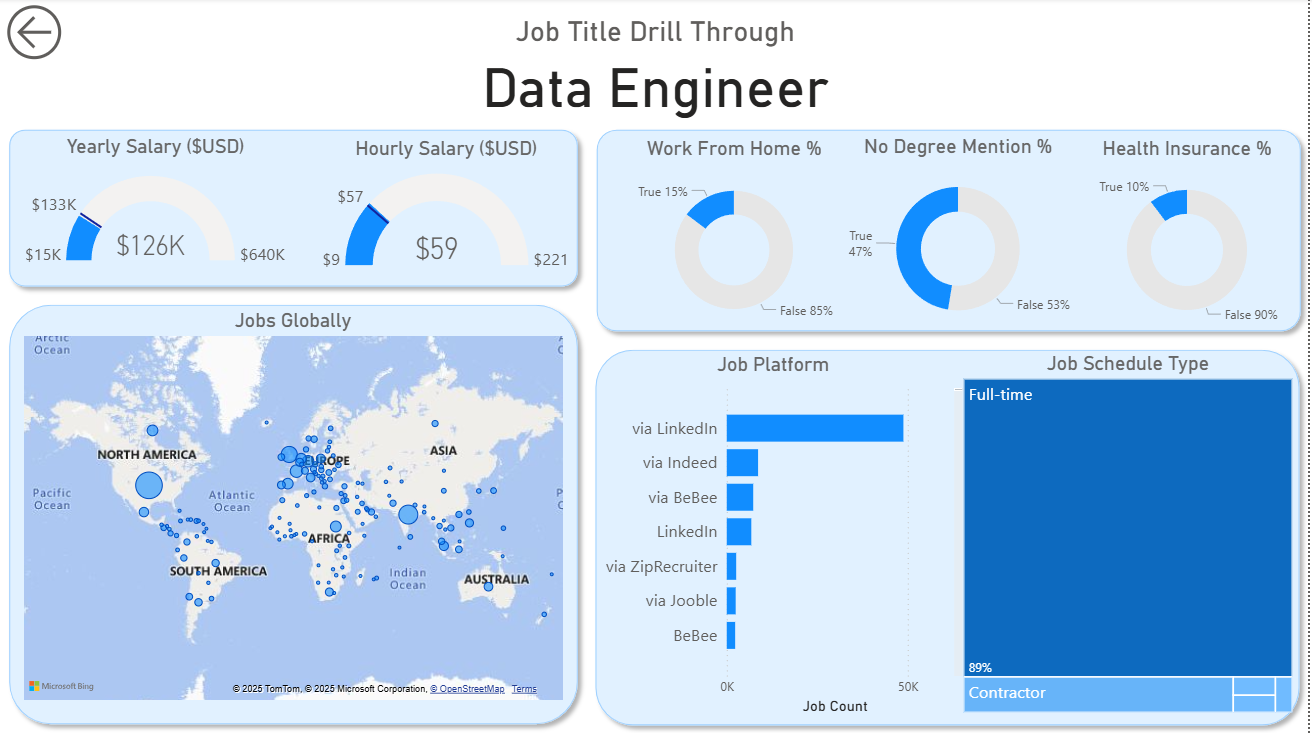 Job Title Drill Through
Data Engineer
Yearly Salary ($USD)
$133K
$15K
$126K
$640K
Hourly Salary ($USD)
$57
$9
$59
$221
Work From Home %
True 15%
False 85%
No Degree Mention %
True
47%
False 53%
Health Insurance %
True 10%
False 90%
Jobs Globally
Arctic
Ocean
NORTH AMERICA
EUROPE
ASIA
Pacific
Ocean
Atlantic
Ocean
AFRICA
SOUTH AMERICA
Indian
Ocean
AUSTRALIA
Microsoft Bing
© 2025 TomTom, © 2025 Microsoft Corporation, © OpenStreetMap Terms
Job Platform
via LinkedIn
via Indeed
via BeBee
LinkedIn
via ZipRecruiter
via Jooble
BeBee
0K
50K
Job Count
Job Schedule Type
Full-time
89%
Contractor